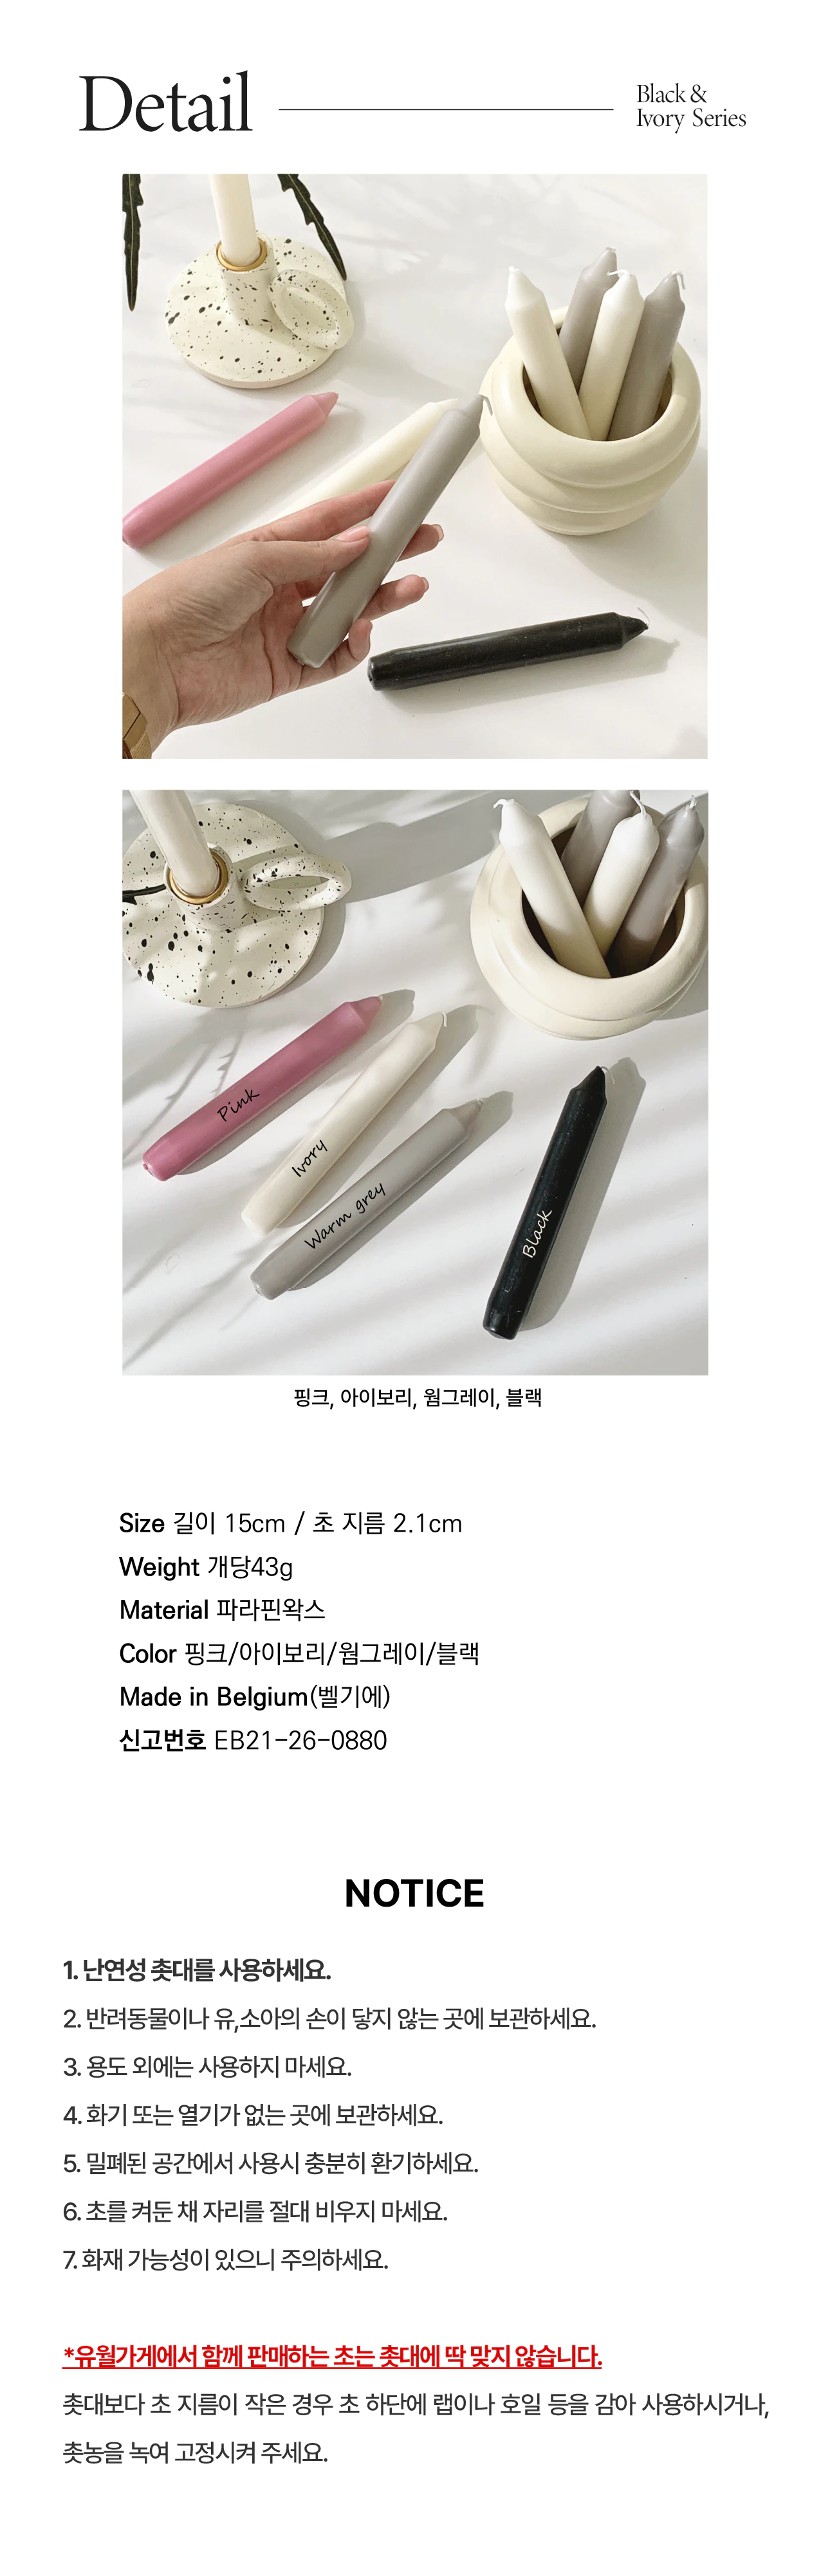 Detail
Black &
Ivory Series
Pink
Ivory
Warm grey
Black
핑크, 아이보리, 웜그레이, 블랙
Size 길이 15cm / 초 지름 2.1cm
Weight 개당43g
Material 파라핀왁스
Color 핑크/아이보리/웜그레이/블랙
Made in Belgium(벨기에)
신고번호 EB21-26-0880
NOTICE
1. 난연성 촛대를 사용하세요.
2. 반려동물이나 유,소아의 손이 닿지 않는 곳에 보관하세요.
3. 용도 외에는 사용하지 마세요.
4. 화기 또는 열기가 없는 곳에 보관하세요.
5. 밀폐된 공간에서 사용시 충분히 환기하세요.
6. 초를 켜둔 채 자리를 절대 비우지 마세요.
7. 화재 가능성이 있으니 주의하세요.
*유월가게에서 함께 판매하는 초는 촛대에 딱 맞지 않습니다.
촛대보다 초 지름이 작은 경우 초 하단에 랩이나 호일 등을 감아 사용하시거나,
촛농을 녹여 고정시켜 주세요.